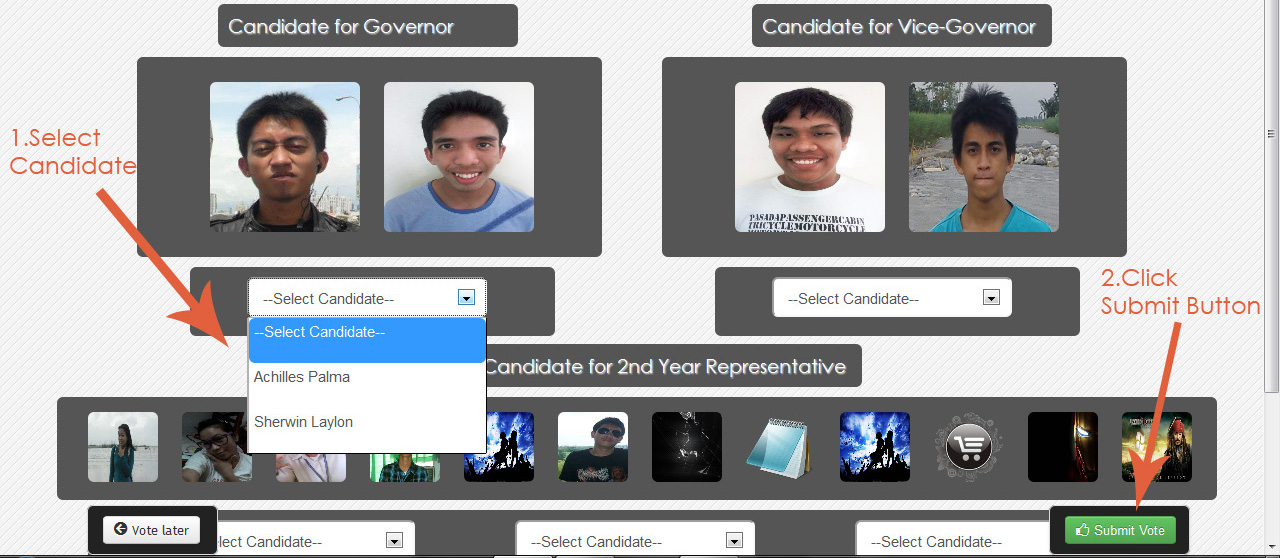 Candidate for Governor
Candidate for Vice-Governor
1.Select
Candidate
PASADAPASSENGERCABIN
TRICYCLEMOTORCYCLE
--Select Candidate--
--Select Candidate--
2.Click
Submit Button
--Select Candidate--
Achilles Palma
Sherwin Laylon
Candidate for 2nd Year Representative
Vote later
lect Candidate--
--Select Candidate--
--Select Candidate--
Submit Vote